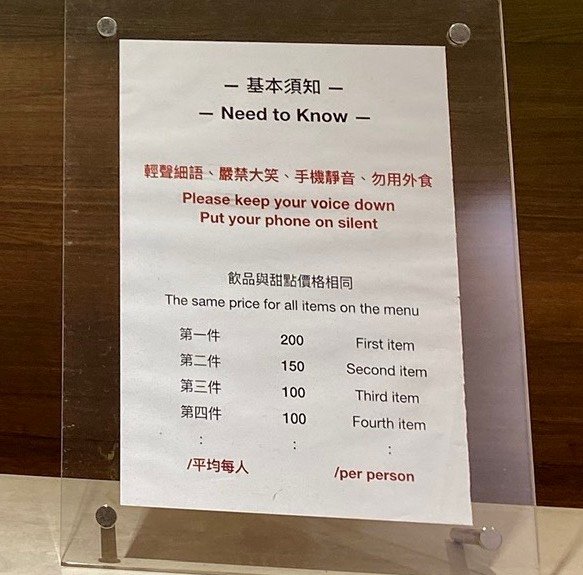 — 基本須知 —
— Need to Know —
輕聲細語、嚴禁大笑、手機靜音、勿用外食
Please keep your voice down
Put your phone on silent
飲品與甜點價格相同
The same price for all items on the menu
第一件 200 First item
第二件 150 Second item
第三件 100 Third item
第四件 100 Fourth item
: : :
/平均每人 /per person